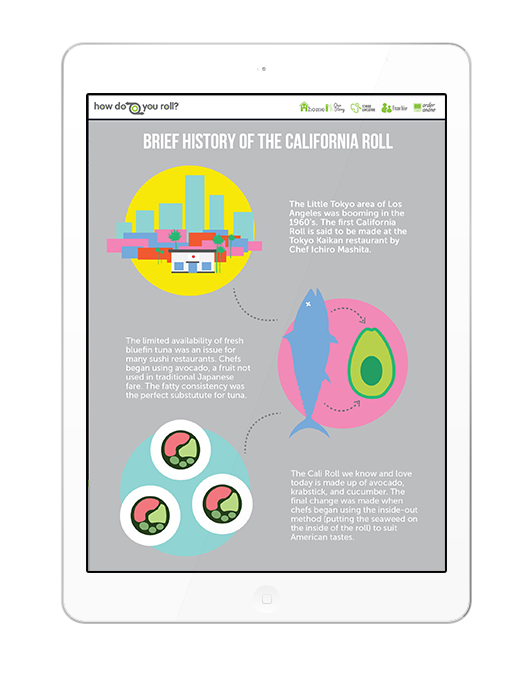 how do you roll?
Our
Story
order
online
BRIEF HISTORY OF THE CALIFORNIA ROLL
The Little Tokyo area of Los
Angeles was booming in the
1960's. The first California
Roll is said to be made at the
Tokyo Kaikan restaurant by
Chef Ichiro Mashita.
The limited availability of fresh
bluefin tuna was an issue for
many sushi restaurants. Chefs
began using avocado, a fruit not
used in traditional Japanese
fare. The fatty consistency was
the perfect substutute for tuna.
The Cali Roll we know and love
today is made up of avocado,
krabstick, and cucumber. The
final change was made when
chefs began using the inside-out
method (putting the seaweed on
the inside of the roll) to suit
American tastes.